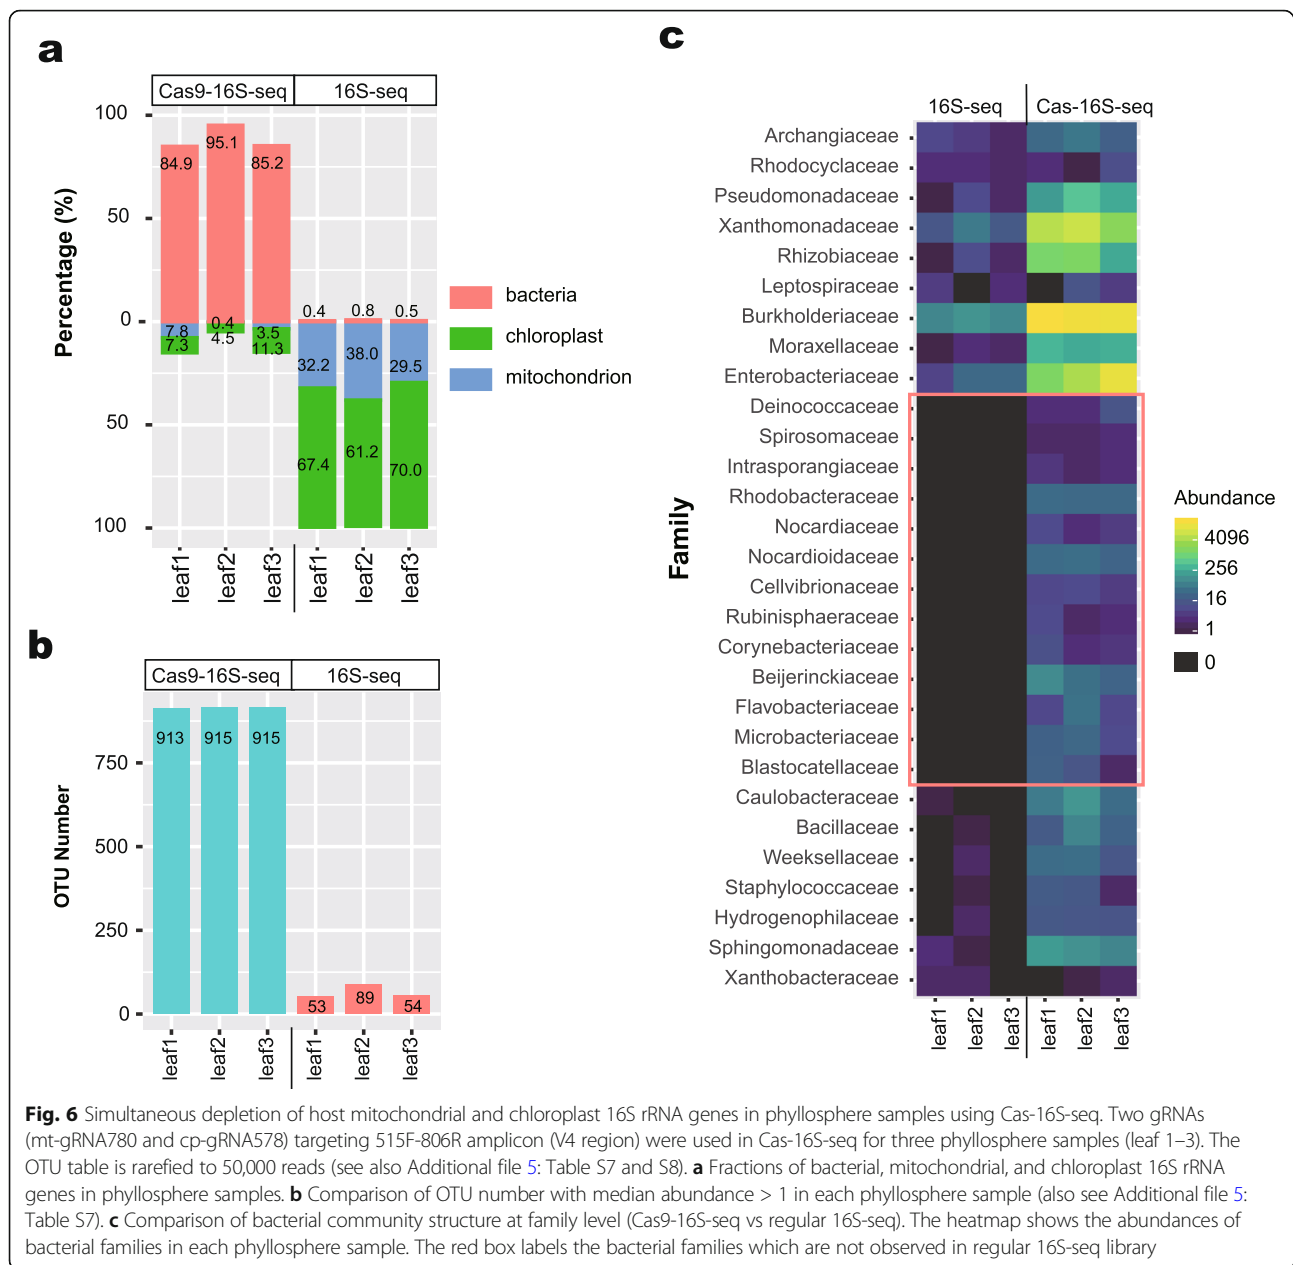 a
Cas9-16S-seq 16S-seq
Percentage (%)
100
50
0
50
100
84.9 95.1 85.2
7.8 0.4 3.5
7.3 4.5 11.3
0.4 0.8 0.5
32.2 38.0 29.5
67.4 61.2 70.0
leaf1 leaf2 leaf3 leaf1 leaf2 leaf3
bacteria
chloroplast
mitochondrion
b
Cas9-16S-seq 16S-seq
OTU Number
750
500
250
0
913 915 915 53 89 54
leaf1 leaf2 leaf3 leaf1 leaf2 leaf3
c
16S-seq Cas-16S-seq
Family
Archangiaceae
Rhodocyclaceae
Pseudomonadaceae
Xanthomonadaceae
Rhizobiaceae
Leptospiraceae
Burkholderiaceae
Moraxellaceae
Enterobacteriaceae
Deinococcaceae
Spirosomaceae
Intrasporangiaceae
Rhodobacteraceae
Nocardiaceae
Nocardioidaceae
Cellvibrionaceae
Rubinisphaeraceae
Corynebacteriaceae
Beijerinckiaceae
Flavobacteriaceae
Microbacteriaceae
Blastocatellaceae
Caulobacteraceae
Bacillaceae
Weeksellaceae
Staphylococcaceae
Hydrogenophilaceae
Sphingomonadaceae
Xanthobacteraceae
leaf1 leaf2 leaf3 leaf1 leaf2 leaf3
Abundance
4096
256
16
1
0
Fig. 6 Simultaneous depletion of host mitochondrial and chloroplast 16S rRNA genes in phyllosphere samples using Cas-16S-seq. Two gRNAs
(mt-gRNA780 and cp-gRNA578) targeting 515F-806R amplicon (V4 region) were used in Cas-16S-seq for three phyllosphere samples (leaf 1–3). The
OTU table is rarefied to 50,000 reads (see also Additional file 5: Table S7 and S8). a Fractions of bacterial, mitochondrial, and chloroplast 16S rRNA
genes in phyllosphere samples. b Comparison of OTU number with median abundance > 1 in each phyllosphere sample (also see Additional file 5:
Table S7). c Comparison of bacterial community structure at family level (Cas9-16S-seq vs regular 16S-seq). The heatmap shows the abundances of
bacterial families in each phyllosphere sample. The red box labels the bacterial families which are not observed in regular 16S-seq library